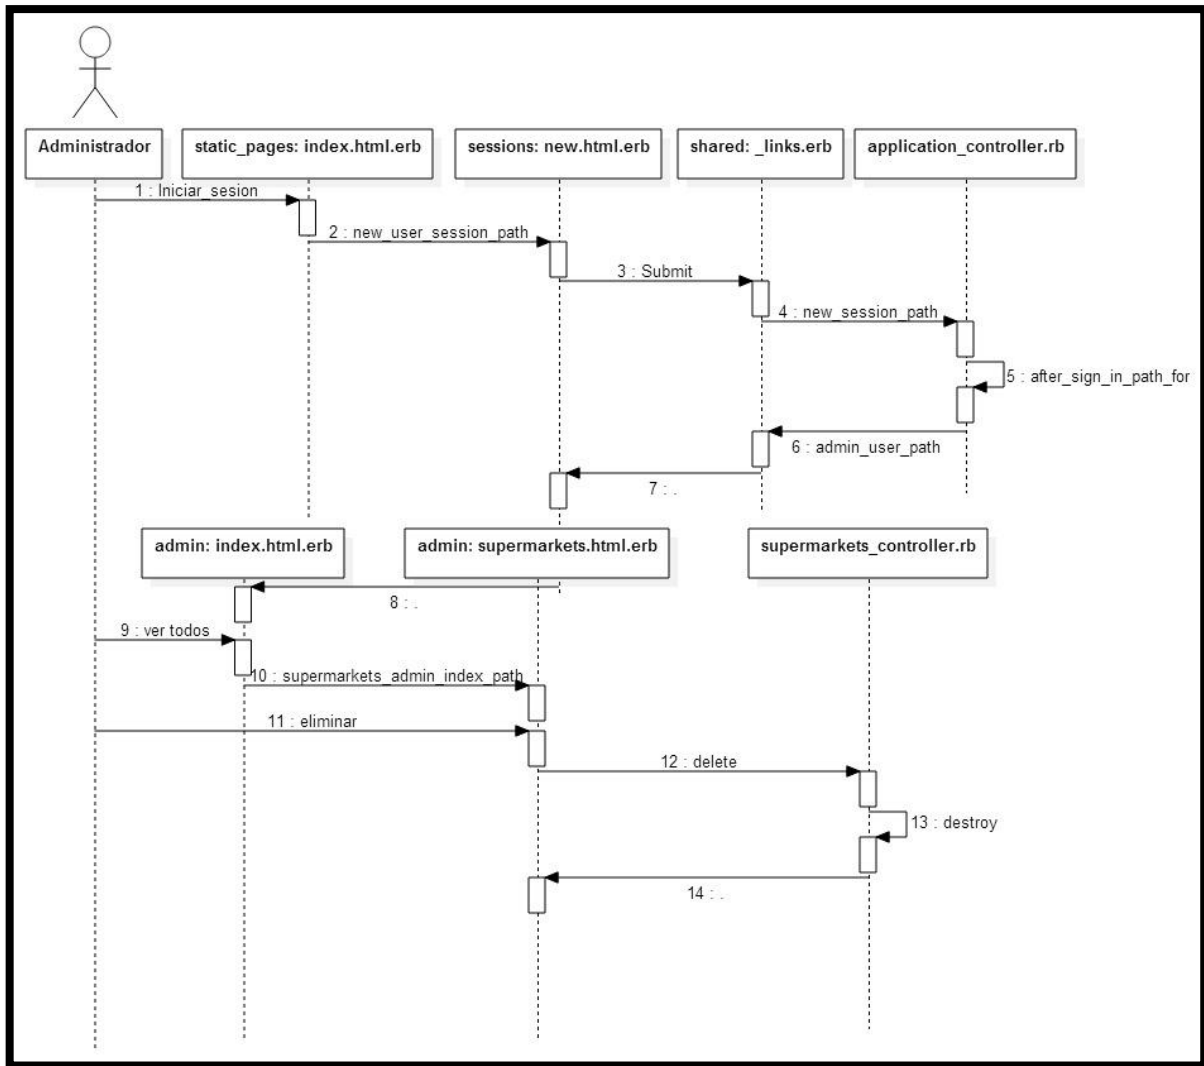 Administrador
static_pages: index.html.erb
sessions: new.html.erb
shared: _links.erb
application_controller.rb
1 : Iniciar_sesion
2 : new_user_session_path
3 : Submit
4 : new_session_path
5 : after_sign_in_path_for
6 : admin_user_path
7 : .
admin: index.html.erb
admin: supermarkets.html.erb
supermarkets_controller.rb
8 : .
9 : ver todos
10 : supermarkets_admin_index_path
11 : eliminar
12 : delete
13 : destroy
14 : .